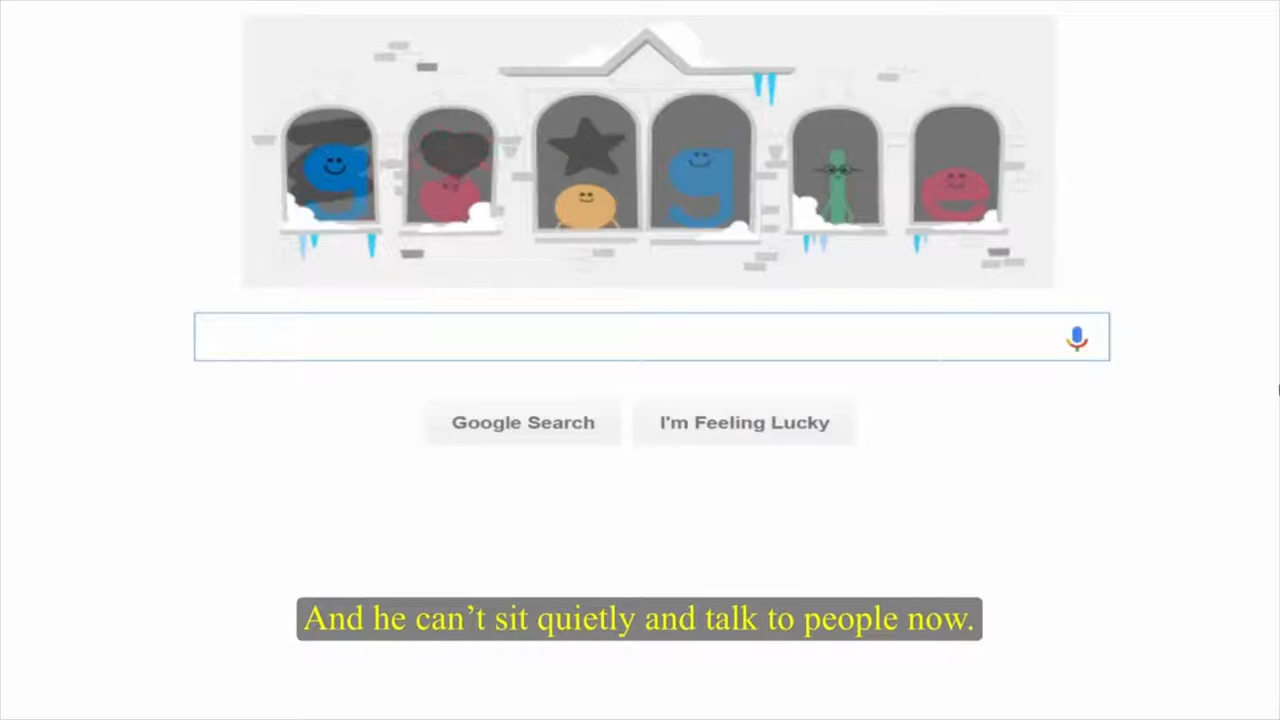 Google Search
I'm Feeling Lucky
And he can’t sit quietly and talk to people now.